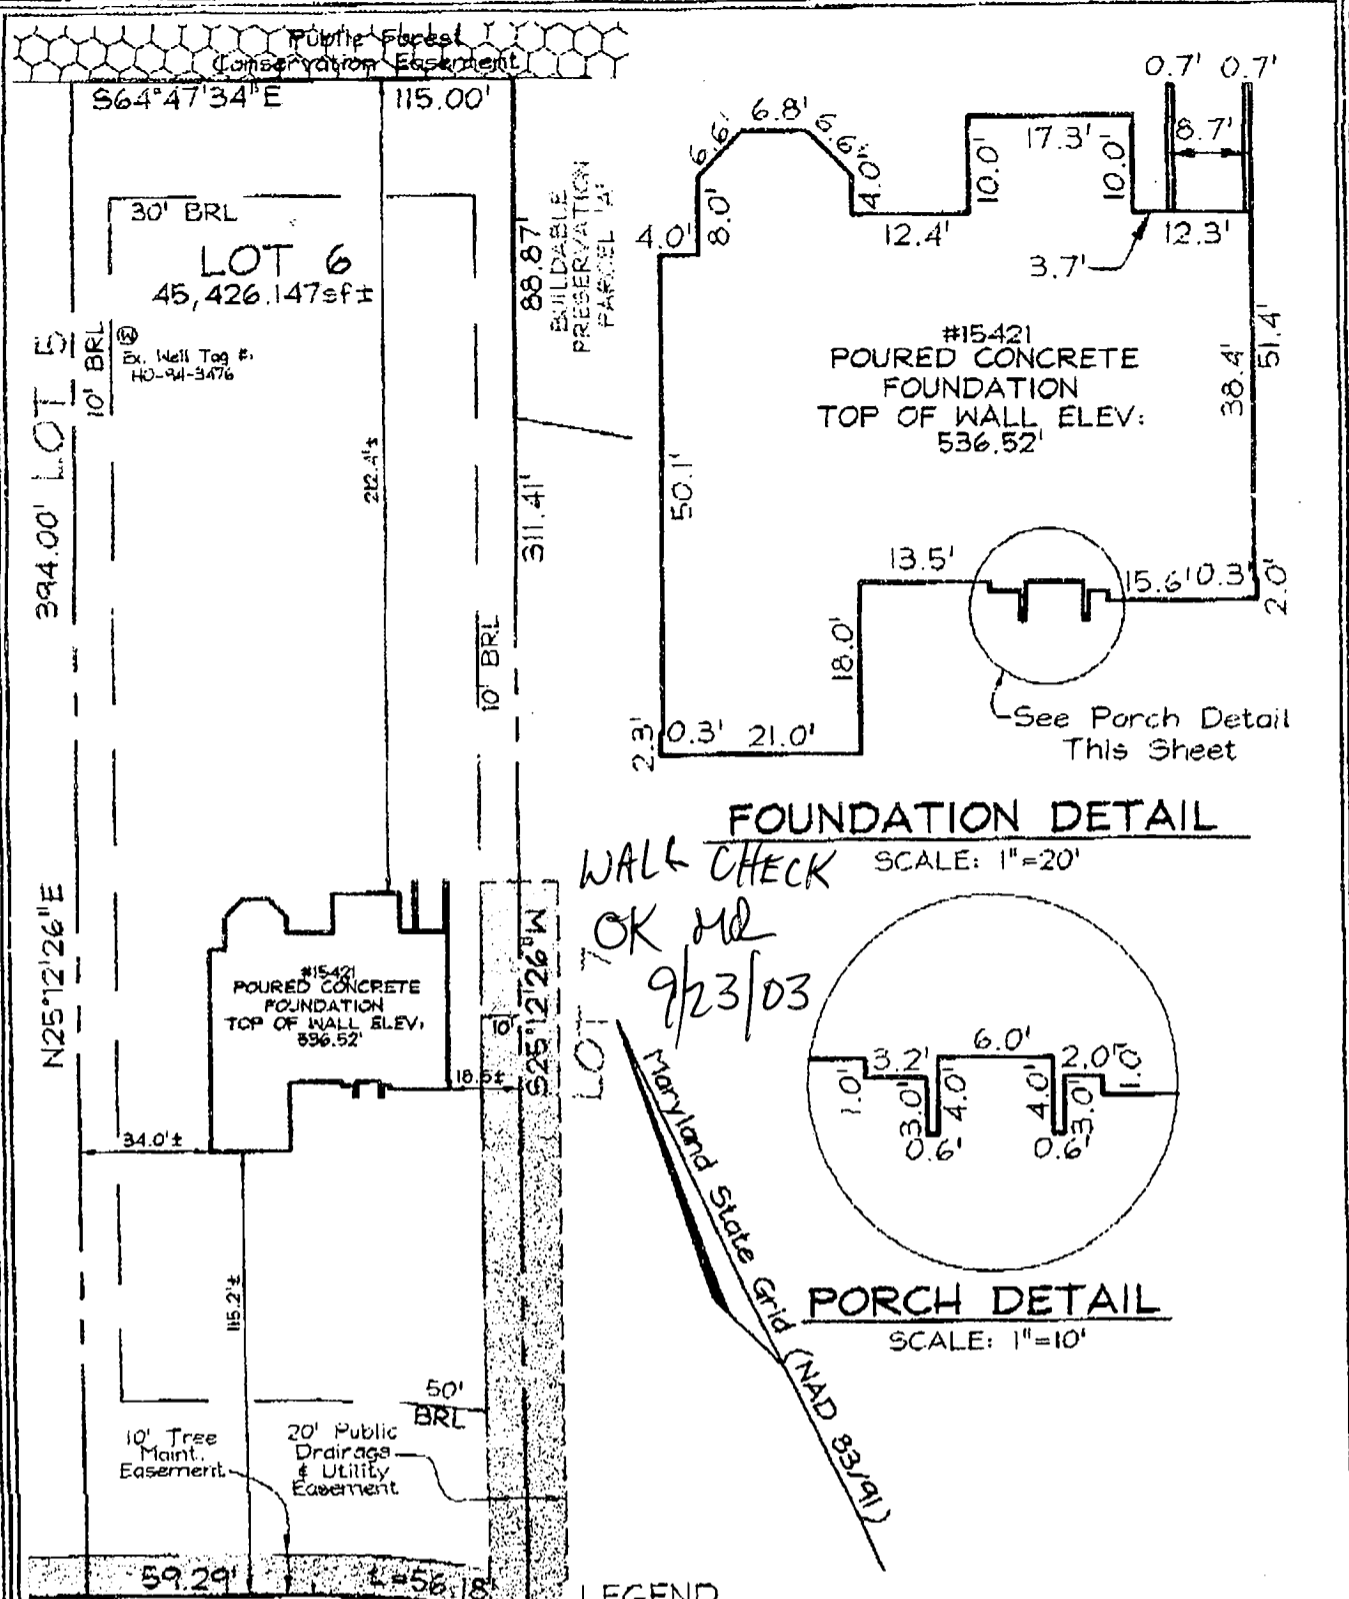 Public Forest
Conservation Easement
S64°47'34"E
115.00'
30' BRL
LOT 6
45,426.147sf±
10' BRL
Ex. Well Tag #:
HO-94-3476
LOT 5
394.00'
N25°12'26"E
212.4'±
88.87'
BUILDABLE
PRESERVATION
PARCEL 'A'
311.41'
10' BRL
#15421
POURED CONCRETE
FOUNDATION
TOP OF WALL ELEV:
536.52'
10'
18.5±
S25°12'26"W
LOT 7
34.0'±
115.2'±
50'
BRL
10' Tree
Maint.
Easement
20' Public
Drainage
& Utility
Easement
59.29'
L=56.18'
0.7' 0.7'
8.7'
6.6'
6.8'
6.6'
4.0'
10.0'
17.3'
10.0'
4.0'
8.0'
12.4'
12.3'
3.7'
#15421
POURED CONCRETE
FOUNDATION
TOP OF WALL ELEV:
536.52'
51.4'
38.4'
50.1'
13.5'
15.6'
0.3'
2.0'
18.0'
2.3'
0.3'
21.0'
See Porch Detail
This Sheet
FOUNDATION DETAIL
SCALE: 1"=20'
WALL CHECK
OK
9/23/03
3.2'
6.0'
2.0'
1.0'
1.0'
3.0'
4.0'
4.0'
3.0'
0.6'
0.6'
PORCH DETAIL
SCALE: 1"=10'
Maryland State Grid (NAD 83/91)
LEGEND